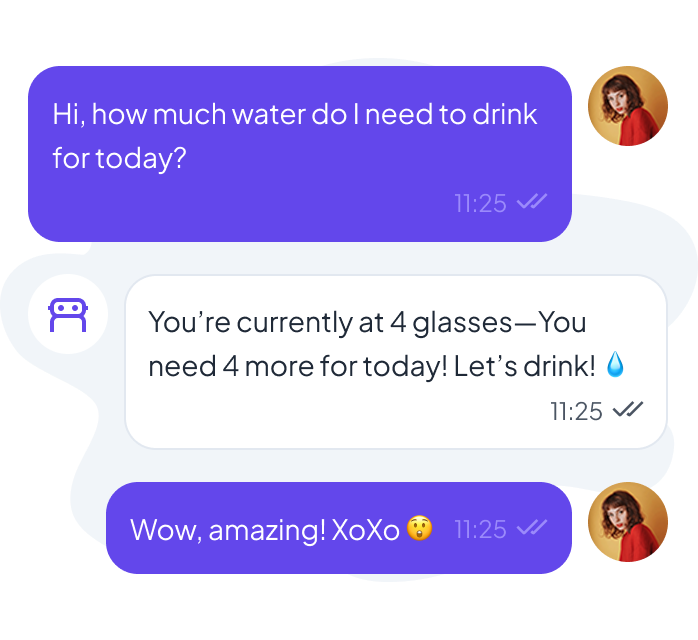 Hi, how much water do I need to drink
for today?
11:25
You’re currently at 4 glasses—You
need 4 more for today! Let’s drink! 💧
11:25
Wow, amazing! XoXo 😲 11:25